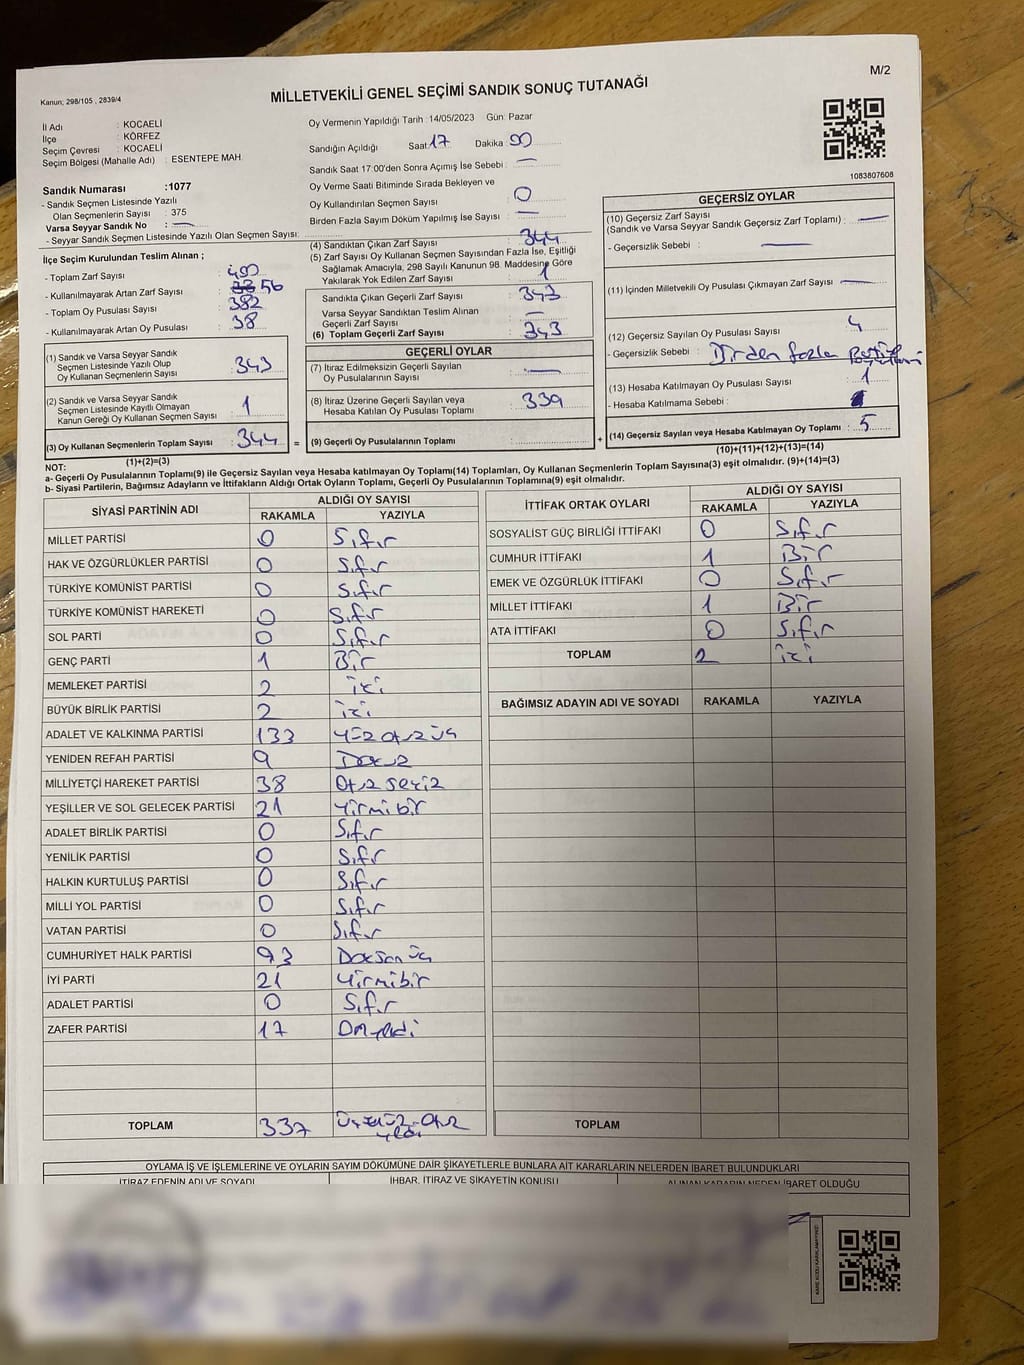 M/2
Kanun; 298/105 , 2839/4
MİLLETVEKİLİ GENEL SEÇİMİ SANDIK SONUÇ TUTANAĞI
İl Adı : KOCAELİ
İlçe : KÖRFEZ
Seçim Çevresi : KOCAELİ
Seçim Bölgesi (Mahalle Adı) : ESENTEPE MAH.
Sandık Numarası :1077
- Sandık Seçmen Listesinde Yazılı
Olan Seçmenlerin Sayısı : 375
Varsa Seyyar Sandık No : —
- Seyyar Sandık Seçmen Listesinde Yazılı Olan Seçmen Sayısı:
Oy Vermenin Yapıldığı Tarih :14/05/2023 Gün: Pazar
Sandığın Açıldığı Saat:17 Dakika 00
Sandık Saat 17:00'den Sonra Açımış İse Sebebi : —
Oy Verme Saati Bitiminde Sırada Bekleyen ve
Oy Kullandırılan Seçmen Sayısı : 0
Birden Fazla Sayım Döküm Yapılmış İse Sayısı : —
1083807608
İlçe Seçim Kurulundan Teslim Alınan ;
- Toplam Zarf Sayısı : 400
- Kullanılmayarak Artan Zarf Sayısı : 56
- Toplam Oy Pusulası : 382
- Kullanılmayarak Artan Oy Pusulası : 38
(1) Sandık ve Varsa Seyyar Sandık
Seçmen Listesinde Yazılı Olup
Oy Kullanan Seçmenlerin Sayısı : 343
(2) Sandık ve Varsa Seyyar Sandık
Seçmen Listesinde Kayıtlı Olmayan
Kanun Gereği Oy Kullanan Seçmen Sayısı : 1
(3) Oy Kullanan Seçmenlerin Toplam Sayısı : 344 =
(1)+(2)=(3)
(4) Sandıktan Çıkan Zarf Sayısı : 344
(5) Zarf Sayısı Oy Kullanan Seçmen Sayısından Fazla İse, Eşitliği
Sağlamak Amacıyla, 298 Sayılı Kanunun 98. Maddesine Göre
Yakılarak Yok Edilen Zarf Sayısı : 1
Sandıkta Çıkan Geçerli Zarf Sayısı : 343
Varsa Seyyar Sandıktan Teslim Alınan
Geçerli Zarf Sayısı : —
(6) Toplam Geçerli Zarf Sayısı : 343
GEÇERLİ OYLAR
(7) İtiraz Edilmeksizin Geçerli Sayılan
Oy Pusulalarının Sayısı : —
(8) İtiraz Üzerine Geçerli Sayılan veya
Hesaba Katılan Oy Pusulası Toplamı : 339
(9) Geçerli Oy Pusulalarının Toplamı : +
GEÇERSİZ OYLAR
(10) Geçersiz Zarf Sayısı
(Sandık ve Varsa Seyyar Sandık Geçersiz Zarf Toplamı) : —
- Geçersizlik Sebebi : —
(11) İçinden Milletvekili Oy Pusulası Çıkmayan Zarf Sayısı : —
(12) Geçersiz Sayılan Oy Pusulası Sayısı : 4
- Geçersizlik Sebebi : Birden fazla
(13) Hesaba Katılmayan Oy Pusulası Sayısı : 1
- Hesaba Katılmama Sebebi :
(14) Geçersiz Sayılan veya Hesaba Katılmayan Oy Toplamı : 5
(10)+(11)+(12)+(13)=(14)
NOT:
a- Geçerli Oy Pusulalarının Toplamı(9) ile Geçersiz Sayılan veya Hesaba katılmayan Oy Toplamı(14) Toplamları, Oy Kullanan Seçmenlerin Toplam Sayısına(3) eşit olmalıdır. (9)+(14)=(3)
b- Siyasi Partilerin, Bağımsız Adayların ve İttifakların Aldığı Ortak Oyların Toplamı, Geçerli Oy Pusulalarının Toplamına(9) eşit olmalıdır.
SİYASİ PARTİNİN ADI ALDIĞI OY SAYISI
RAKAMLA YAZIYLA
MİLLET PARTİSİ 0 Sıfır
HAK VE ÖZGÜRLÜKLER PARTİSİ 0 Sıfır
TÜRKİYE KOMÜNİST PARTİSİ 0 Sıfır
TÜRKİYE KOMÜNİST HAREKETİ 0 Sıfır
SOL PARTİ 0 Sıfır
GENÇ PARTİ 1 Bir
MEMLEKET PARTİSİ 2 iki
BÜYÜK BİRLİK PARTİSİ 2 iki
ADALET VE KALKINMA PARTİSİ 133 Yüz otuz üç
YENİDEN REFAH PARTİSİ 9 Dokuz
MİLLİYETÇİ HAREKET PARTİSİ 38 Otuz sekiz
YEŞİLLER VE SOL GELECEK PARTİSİ 21 Yirmibir
ADALET BİRLİK PARTİSİ 0 Sıfır
YENİLİK PARTİSİ 0 Sıfır
HALKIN KURTULUŞ PARTİSİ 0 Sıfır
MİLLİ YOL PARTİSİ 0 Sıfır
VATAN PARTİSİ 0 Sıfır
CUMHURİYET HALK PARTİSİ 93 Doksan üç
İYİ PARTİ 21 Yirmibir
ADALET PARTİSİ 0 Sıfır
ZAFER PARTİSİ 17 Onyedi
TOPLAM 337 Üçyüz Otuz yedi
İTTİFAK ORTAK OYLARI ALDIĞI OY SAYISI
RAKAMLA YAZIYLA
SOSYALİST GÜÇ BİRLİĞİ İTTİFAKI 0 Sıfır
CUMHUR İTTİFAKI 1 Bir
EMEK VE ÖZGÜRLÜK İTTİFAKI 0 Sıfır
MİLLET İTTİFAKI 1 Bir
ATA İTTİFAKI 0 Sıfır
TOPLAM 2 iki
BAĞIMSIZ ADAYIN ADI VE SOYADI RAKAMLA YAZIYLA
TOPLAM
OYLAMA İŞ VE İŞLEMLERİNE VE OYLARIN SAYIM DÖKÜMÜNE DAİR ŞİKAYETLERLE BUNLARA AİT KARARLARIN NELERDEN İBARET BULUNDUKLARI
İTİRAZ EDENİN ADI VE SOYADI İHBAR, İTİRAZ VE ŞİKAYETİN KONUSU ALINAN KARARIN NEDEN İBARET OLDUĞU